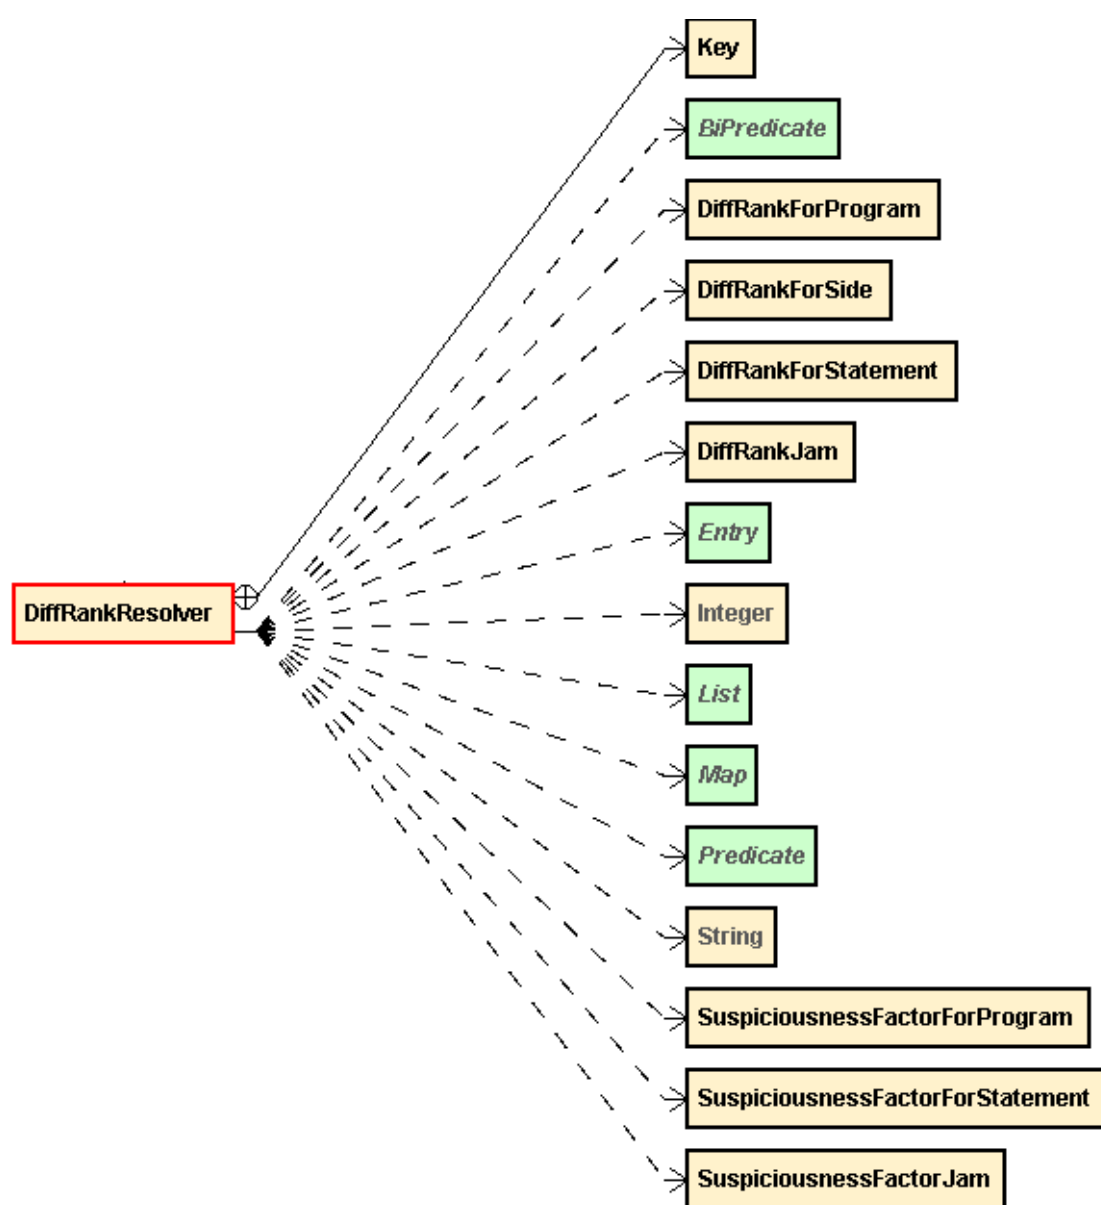 Key
BiPredicate
DiffRankForProgram
DiffRankForSide
DiffRankForStatement
DiffRankJam
Entry
DiffRankResolver
Integer
List
Map
Predicate
String
SuspiciousnessFactorForProgram
SuspiciousnessFactorForStatement
SuspiciousnessFactorJam